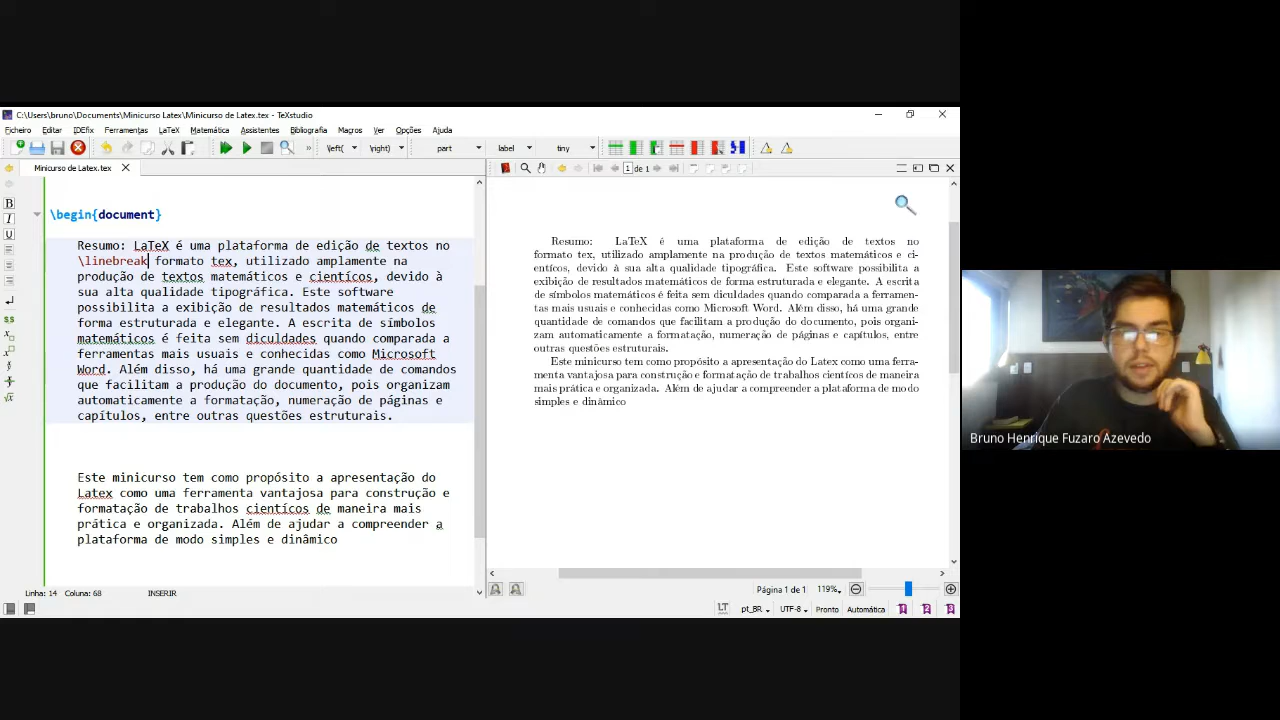 C:\Users\bruno\Documents\Minicurso Latex\Minicurso de Latex.tex - TeXstudio
Ficheiro Editar IDEfix Ferramentas LaTeX Matemática Assistentes Bibliografia Macros Ver Opções Ajuda
\left( \right) part label tiny
Minicurso de Latex.tex
1 de 1
\begin{document}
Resumo: LaTeX é uma plataforma de edição de textos no
\linebreak formato tex, utilizado amplamente na
produção de textos matemáticos e cientícos, devido à
sua alta qualidade tipográfica. Este software
possibilita a exibição de resultados matemáticos de
forma estruturada e elegante. A escrita de símbolos
matemáticos é feita sem diculdades quando comparada a
ferramentas mais usuais e conhecidas como Microsoft
Word. Além disso, há uma grande quantidade de comandos
que facilitam a produção do documento, pois organizam
automaticamente a formatação, numeração de páginas e
capítulos, entre outras questões estruturais.
Este minicurso tem como propósito a apresentação do
Latex como uma ferramenta vantajosa para construção e
formatação de trabalhos cientícos de maneira mais
prática e organizada. Além de ajudar a compreender a
plataforma de modo simples e dinâmico
Resumo: LaTeX é uma plataforma de edição de textos no
formato tex, utilizado amplamente na produção de textos matemáticos e ci-
entícos, devido à sua alta qualidade tipográfica. Este software possibilita a
exibição de resultados matemáticos de forma estruturada e elegante. A escrita
de símbolos matemáticos é feita sem diculdades quando comparada a ferramen-
tas mais usuais e conhecidas como Microsoft Word. Além disso, há uma grande
quantidade de comandos que facilitam a produção do documento, pois organi-
zam automaticamente a formatação, numeração de páginas e capítulos, entre
outras questões estruturais.
Este minicurso tem como propósito a apresentação do Latex como uma ferra-
menta vantajosa para construção e formatação de trabalhos cientícos de maneira
mais prática e organizada. Além de ajudar a compreender a plataforma de modo
simples e dinâmico
Linha: 14 Coluna: 68 INSERIR
Página 1 de 1 119%
LT pt_BR UTF-8 Pronto Automática
Bruno Henrique Fuzaro Azevedo